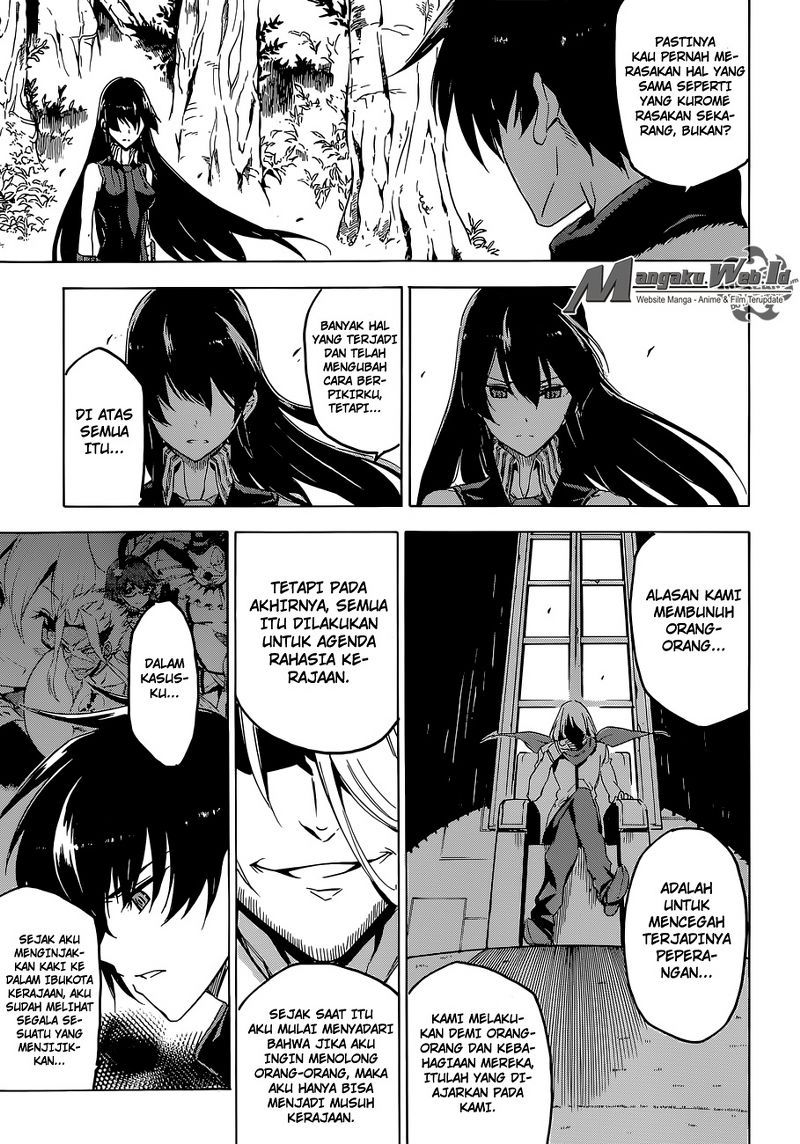 PASTINYA
KAU PERNAH ME-
RASAKAN HAL YANG
SAMA SEPERTI
YANG KUROME
RASAKAN SEKA-
RANG, BUKAN?
Mangaku.Web.Id
Website Manga - Anime & Film Terupdate
BANYAK HAL
YANG TERJADI
DAN TELAH
MENGUBAH
CARA BER-
PIKIRKU,
TETAPI...
DI ATAS
SEMUA
ITU...
ALASAN KAMI
MEMBUNUH
ORANG-
ORANG...
ADALAH
UNTUK
MENCEGAH
TERJADINYA
PEPERA-
NGAN...
KAMI MELAKU-
KAN DEMI ORANG-
ORANG DAN KEBA-
HAGIAAN MEREKA,
ITULAH YANG DI-
AJARKAN PADA
KAMI.
TETAPI PADA
AKHIRNYA, SEMUA
ITU DILAKUKAN
UNTUK AGENDA
RAHASIA KE-
RAJAAN.
SEJAK SAAT ITU
AKU MULAI MENYADARI
BAHWA JIKA AKU
INGIN MENOLONG
ORANG-ORANG, MAKA
AKU HANYA BISA
MENJADI MUSUH
KERAJAAN.
DALAM
KASUS-
KU...
SEJAK AKU
MENGINJAK-
KAN KAKI KE
DALAM IBUKOTA
KERAJAAN, AKU
SUDAH MELIHAT
SEGALA SE-
SUATU YANG
MENJIJIK-
KAN...